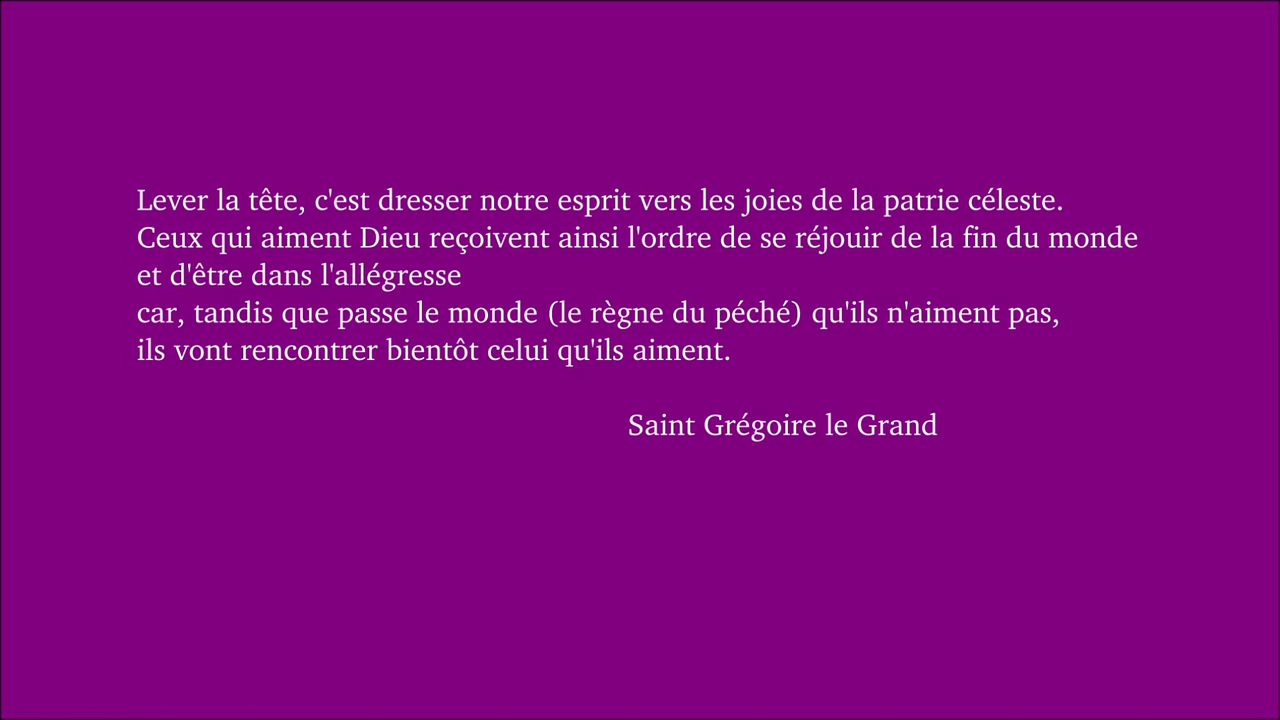 Lever la tête, c'est dresser notre esprit vers les joies de la patrie céleste.
Ceux qui aiment Dieu reçoivent ainsi l'ordre de se réjouir de la fin du monde
et d'être dans l'allégresse
car, tandis que passe le monde (le règne du péché) qu'ils n'aiment pas,
ils vont rencontrer bientôt celui qu'ils aiment.
Saint Grégoire le Grand